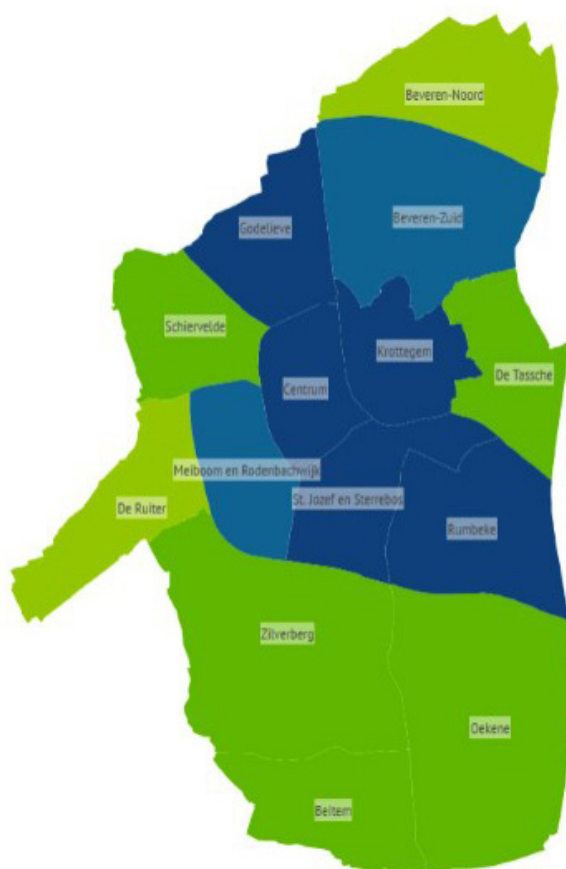 Beveren-Noord
Godelieve
Beveren-Zuid
Schiervelde
Krottegem
De Tassche
Centrum
Meiboom en Rodenbachwijk
St. Jozef en Sterrebos
De Ruiter
Rumbeke
Zilverberg
Oekene
Beitem